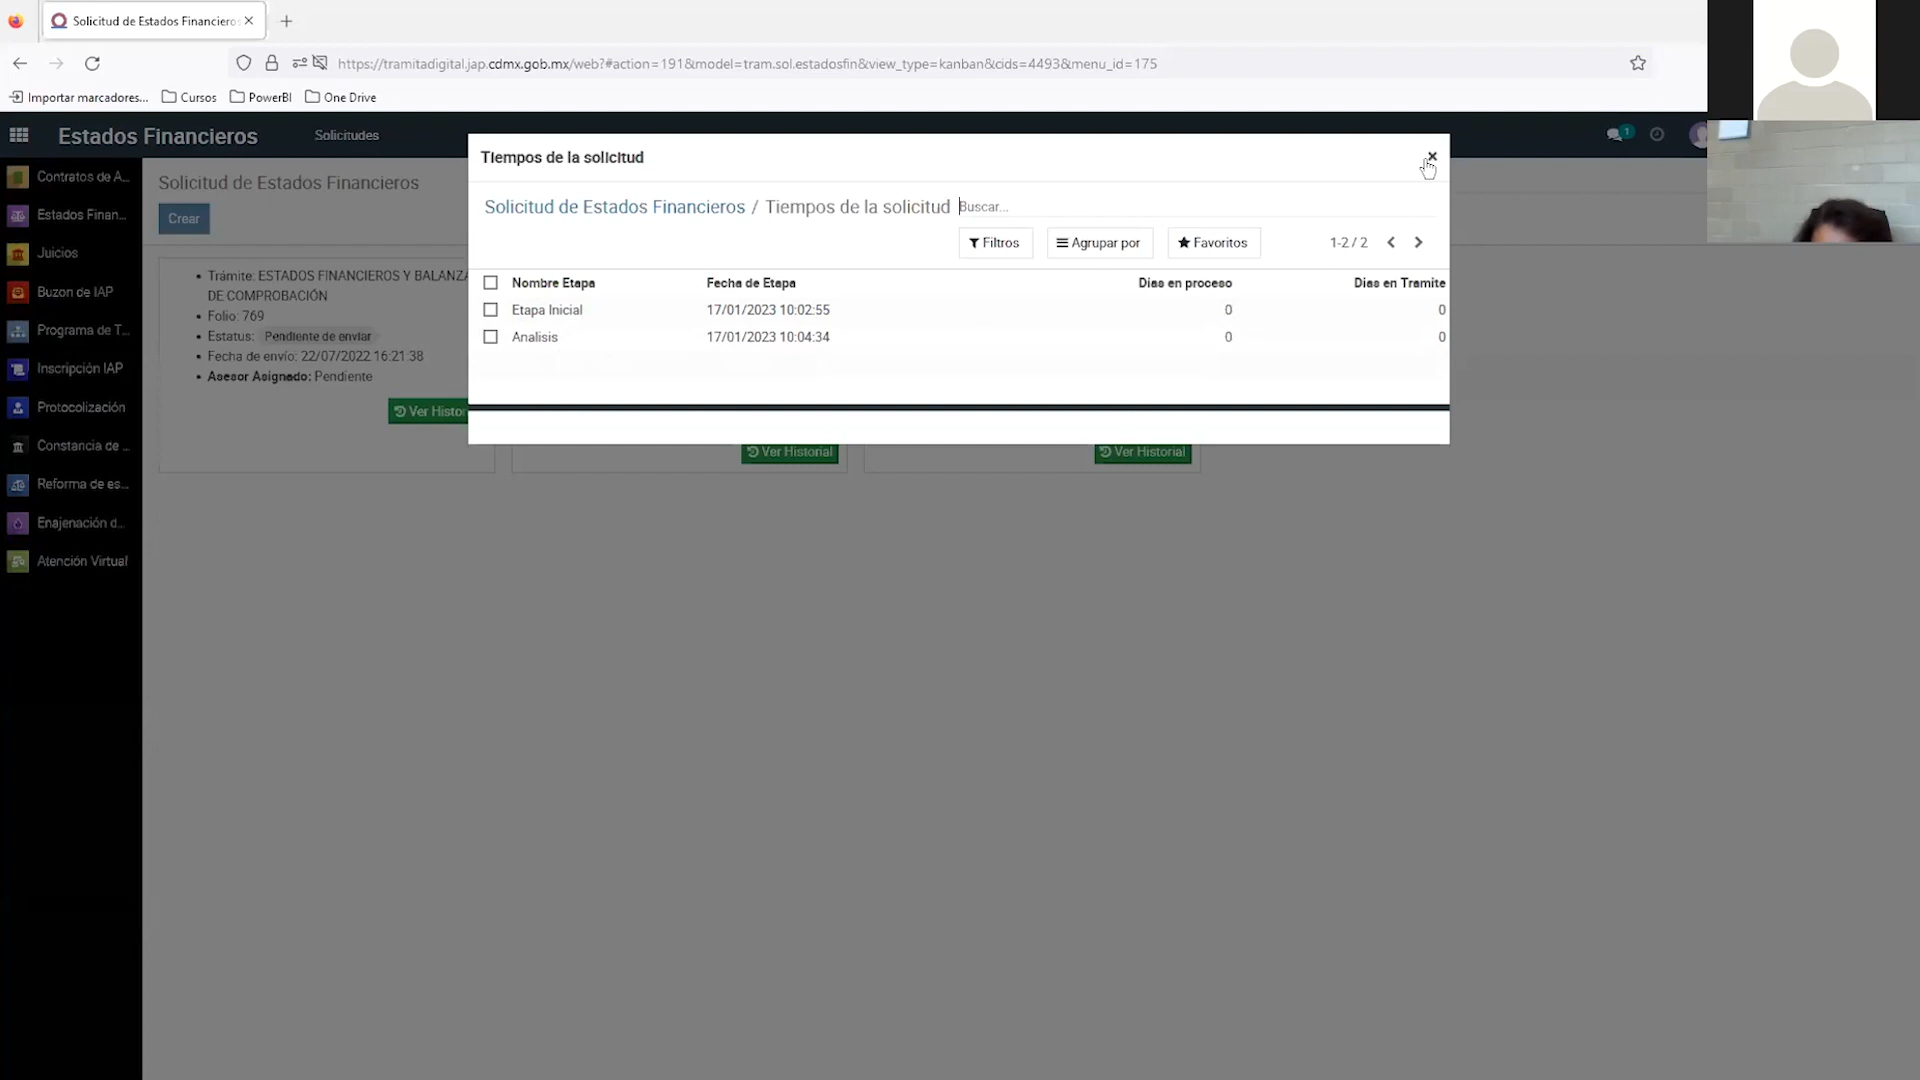 Solicitud de Estados Financieros
https://tramitadigital.jap.cdmx.gob.mx/web?#action=191&model=tram.sol.estadosfin&view_type=kanban&cids=4493&menu_id=175
Importar marcadores... Cursos PowerBI One Drive
Estados Financieros Solicitudes 1
Tiempos de la solicitud ×
Solicitud de Estados Financieros / Tiempos de la solicitud Buscar...
Filtros Agrupar por Favoritos 1-2 / 2
Nombre Etapa Fecha de Etapa Dias en proceso Dias en Tramite
Etapa Inicial 17/01/2023 10:02:55 0 0
Analisis 17/01/2023 10:04:34 0 0
Contratos de A...
Estados Finan...
Juicios
Buzon de IAP
Programa de T...
Inscripción IAP
Protocolización
Constancia de ...
Reforma de es...
Enajenación d...
Atención Virtual
Solicitud de Estados Financieros
Crear
• Trámite: ESTADOS FINANCIEROS Y BALANZA
DE COMPROBACIÓN
• Folio: 769
• Estatus: Pendiente de enviar
• Fecha de envío: 22/07/2022 16:21:38
• Asesor Asignado: Pendiente
Ver Histor
Ver Historial
Ver Historial